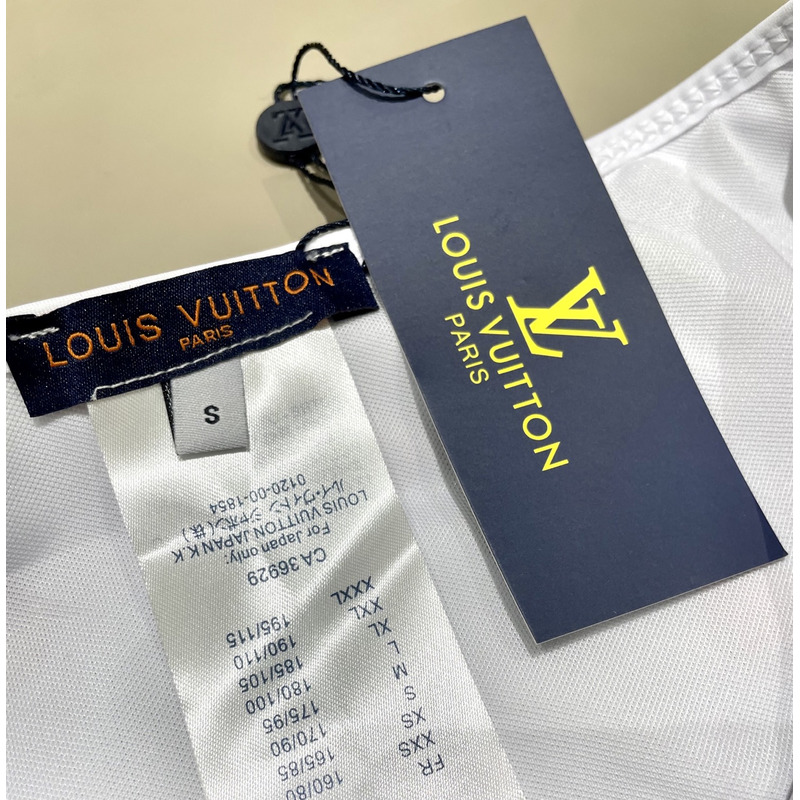 LOUIS VUITTON
PARIS
S
LOUIS VUITTON
PARIS
FR
XXS 160/80
XS 165/85
S 170/90
M 175/95
L 180/100
XL 185/105
XXL 190/110
XXXL 195/115
CA 36929
For Japan only:
LOUIS VUITTON JAPAN K.K.
ルイ・ヴィトン ジャパン(株)
0120-00-1854